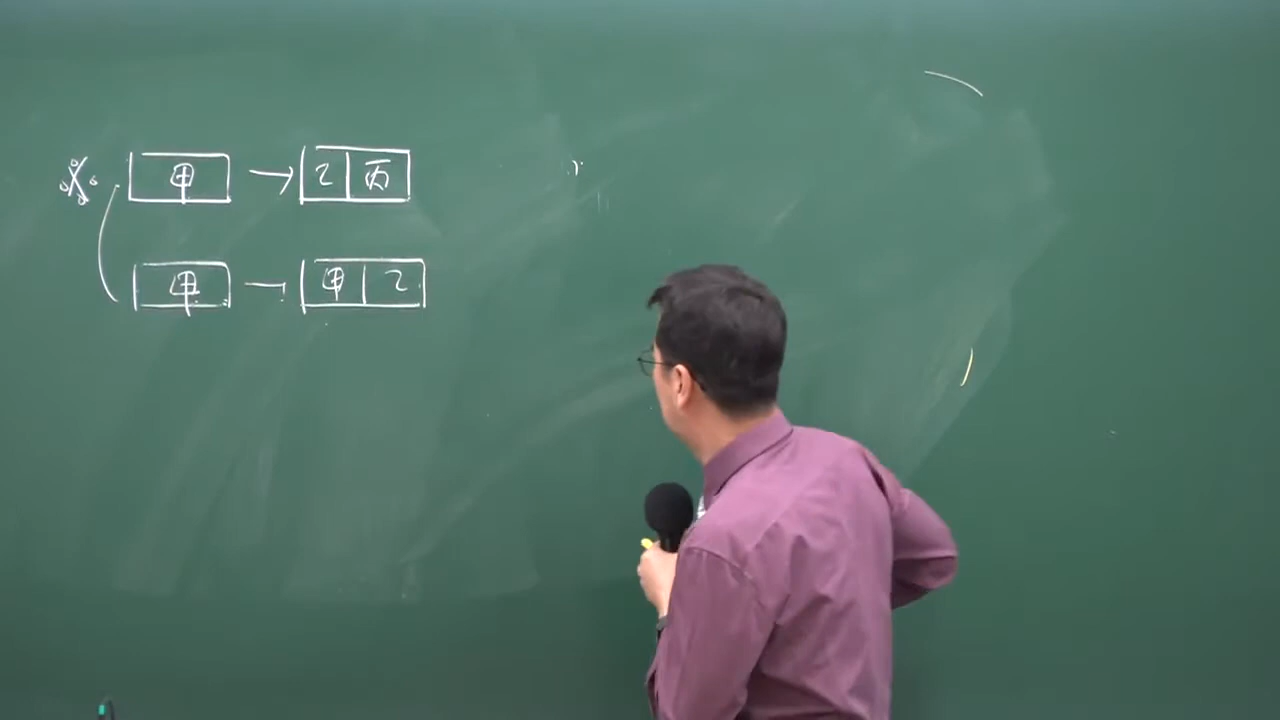 ※ 甲 → 乙 丙
甲 → 甲 乙